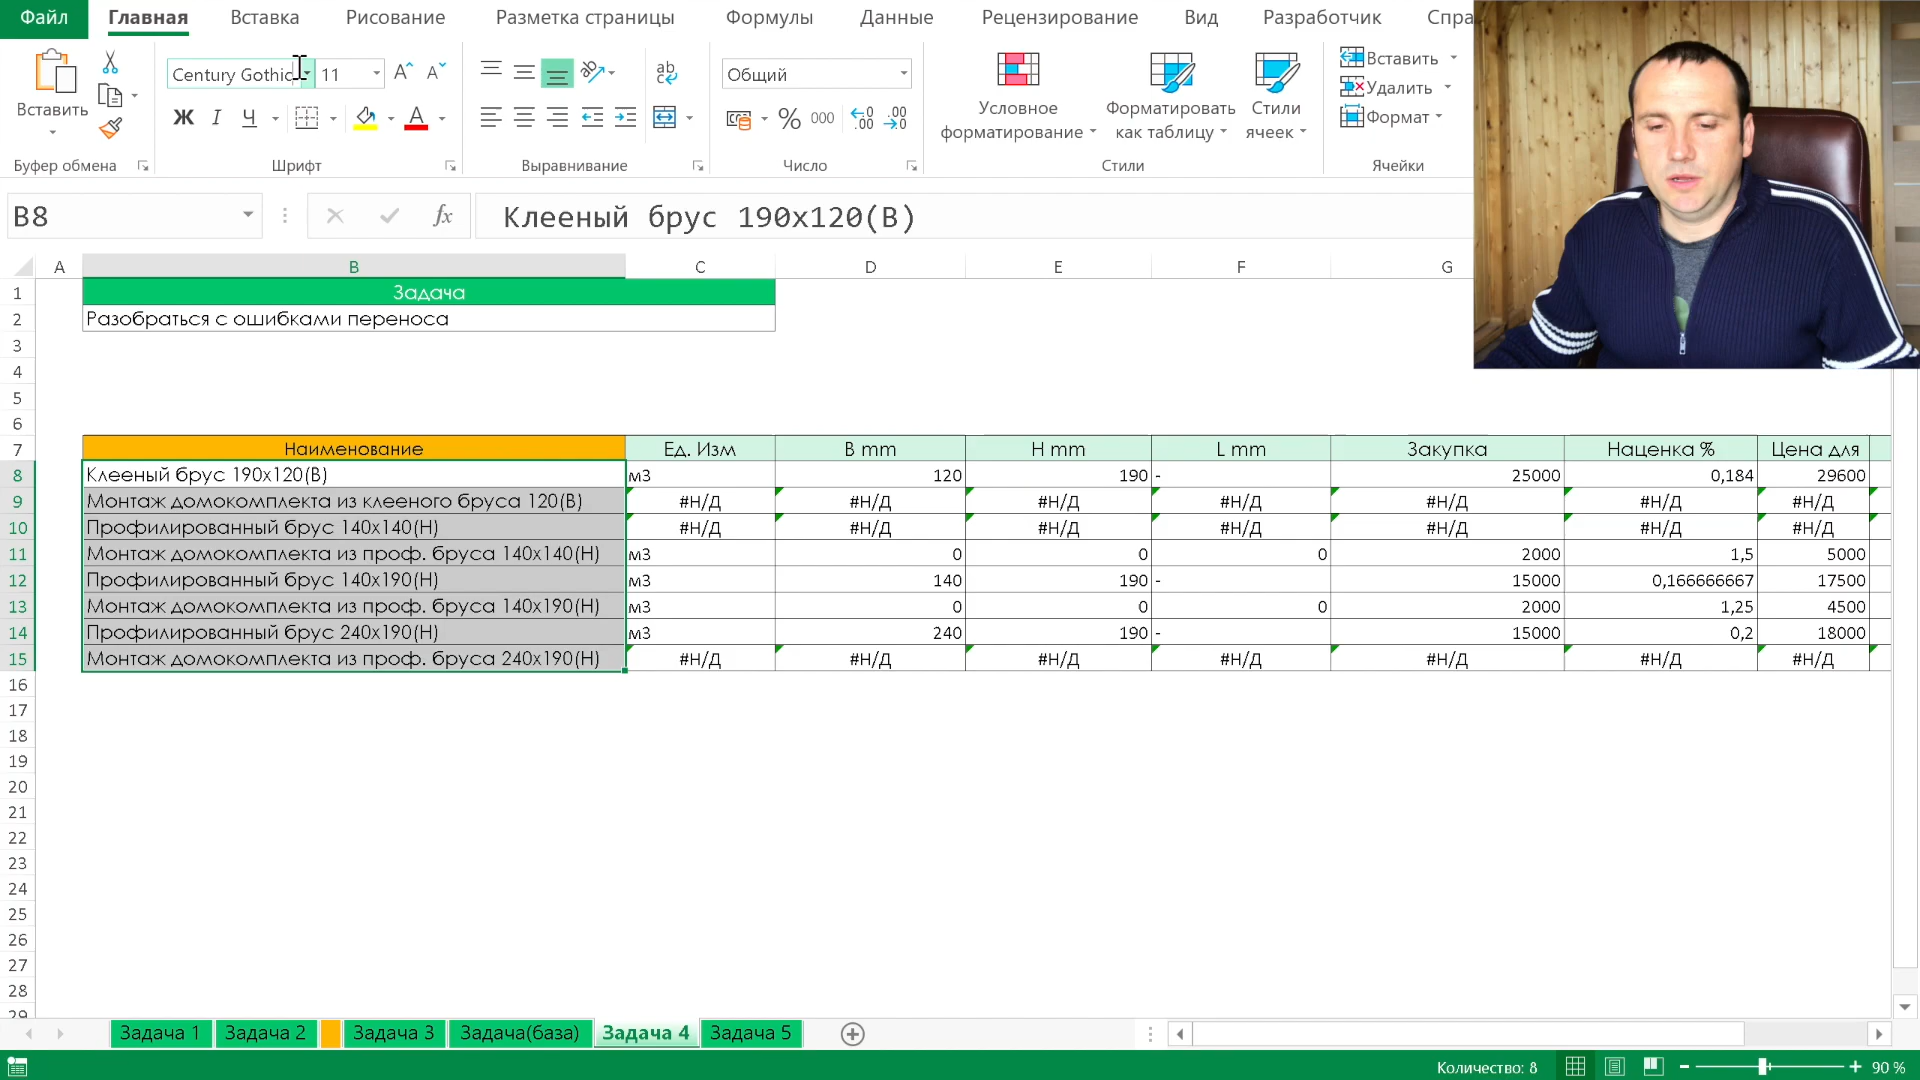 Файл Главная Вставка Рисование Разметка страницы Формулы Данные Рецензирование Вид Разработчик Спра
Вставить
Century Gothic 11
Ж К Ч
Общий
% 000
Условное форматирование
Форматировать как таблицу
Стили ячеек
Вставить
Удалить
Формат
Буфер обмена Шрифт Выравнивание Число Стили Ячейки
B8 fx Клееный брус 190х120(В)
A B C D E F G
1 Задача
2 Разобраться с ошибками переноса
3
4
5
6
7 Наименование Ед. Изм B mm H mm L mm Закупка Наценка % Цена для
8 Клееный брус 190х120(В) м3 120 190 - 25000 0,184 29600
9 Монтаж домокомплекта из клееного бруса 120(В) #Н/Д #Н/Д #Н/Д #Н/Д #Н/Д #Н/Д #Н/Д
10 Профилированный брус 140х140(Н) #Н/Д #Н/Д #Н/Д #Н/Д #Н/Д #Н/Д #Н/Д
11 Монтаж домокомплекта из проф. бруса 140х140(Н) м3 0 0 0 2000 1,5 5000
12 Профилированный брус 140х190(Н) м3 140 190 - 15000 0,166666667 17500
13 Монтаж домокомплекта из проф. бруса 140х190(Н) м3 0 0 0 2000 1,25 4500
14 Профилированный брус 240х190(Н) м3 240 190 - 15000 0,2 18000
15 Монтаж домокомплекта из проф. бруса 240х190(Н) #Н/Д #Н/Д #Н/Д #Н/Д #Н/Д #Н/Д #Н/Д
16
17
18
19
20
21
22
23
24
25
26
27
28
29
Задача 1 Задача 2 Задача 3 Задача(база) Задача 4 Задача 5
Количество: 8 90 %